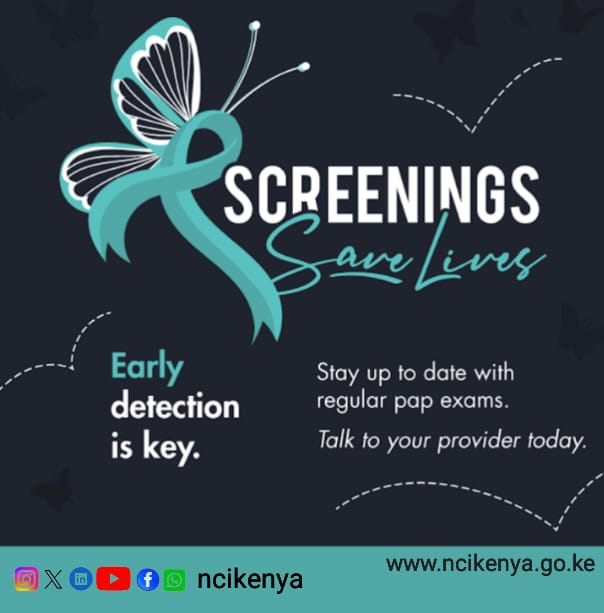 SCREENINGS
Save Lives
Early
detection
is key.
Stay up to date with
regular pap exams.
Talk to your provider today.
ncikenya
www.ncikenya.go.ke